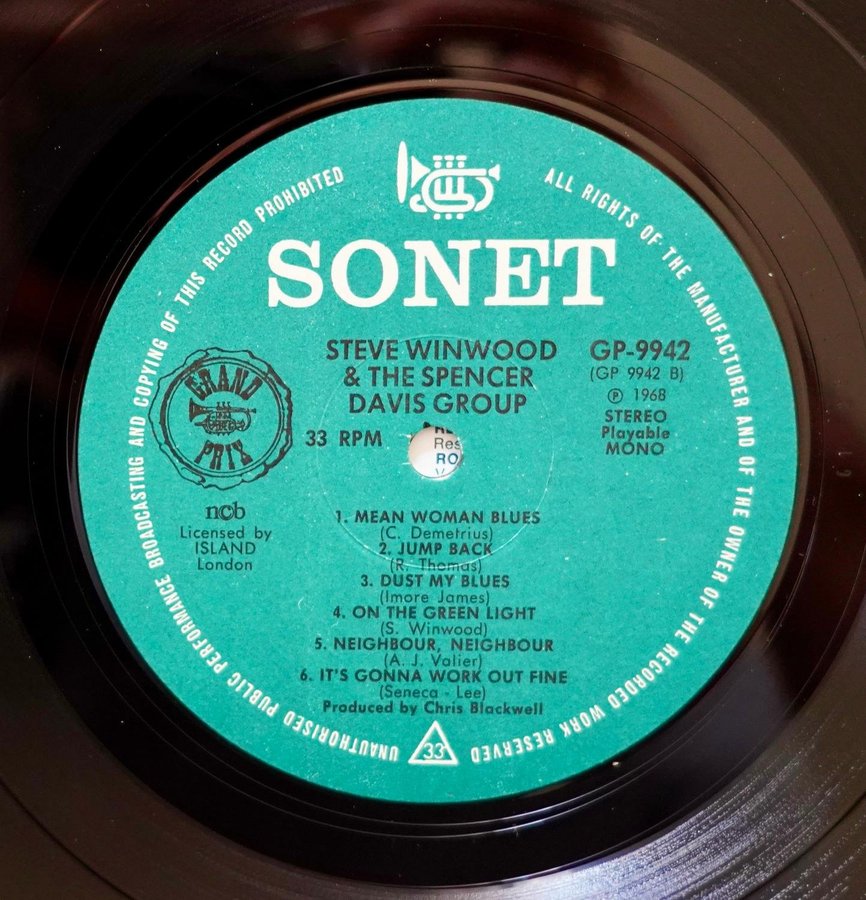 UNAUTHORISED PUBLIC PERFORMANCE BROADCASTING AND COPYING OF THIS RECORD PROHIBITED
ALL RIGHTS OF THE MANUFACTURER AND OF THE OWNER OF THE RECORDED WORK RESERVED
SONET
STEVE WINWOOD
& THE SPENCER
DAVIS GROUP
GP-9942
(GP 9942 B)
Ⓟ 1968
STEREO
Playable
MONO
GRAND
PRIX
33 RPM
Res
RO
ncb
Licensed by
ISLAND
London
1. MEAN WOMAN BLUES
(C. Demetrius)
2. JUMP BACK
(R. Thomas)
3. DUST MY BLUES
(Imore James)
4. ON THE GREEN LIGHT
(S. Winwood)
5. NEIGHBOUR, NEIGHBOUR
(A. J. Valier)
6. IT'S GONNA WORK OUT FINE
(Seneca - Lee)
Produced by Chris Blackwell
33